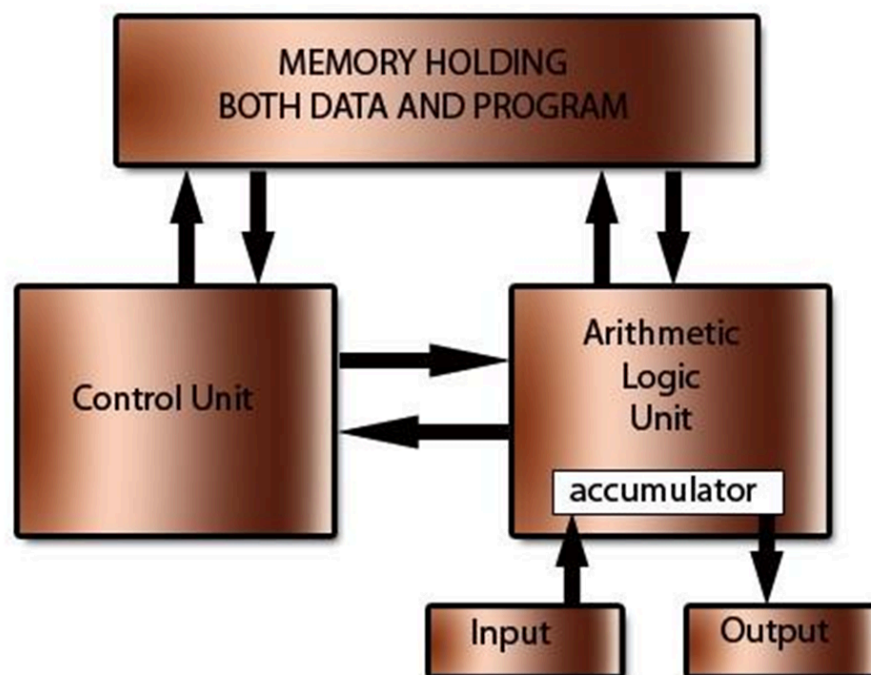 MEMORY HOLDING
BOTH DATA AND PROGRAM
Control Unit
Arithmetic
Logic
Unit
accumulator
Input
Output